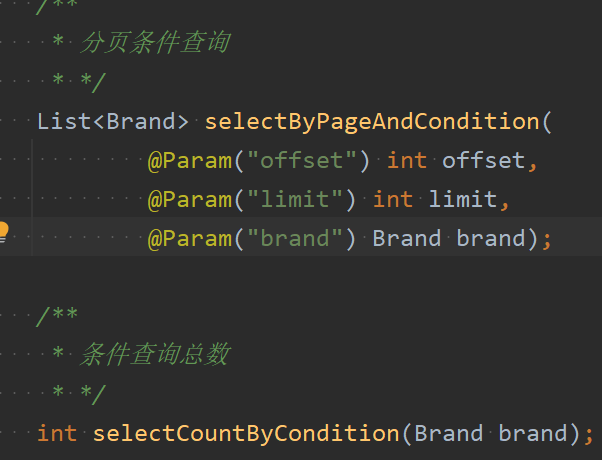 /**
* 分页条件查询
* */
List<Brand> selectByPageAndCondition(
@Param("offset") int offset,
@Param("limit") int limit,
@Param("brand") Brand brand);
/**
* 条件查询总数
* */
int selectCountByCondition(Brand brand);